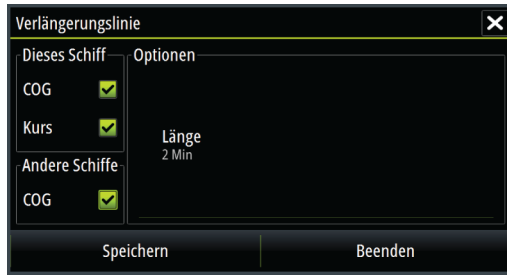 Verlängerungslinie
Dieses Schiff
COG
Kurs
Andere Schiffe
COG
Optionen
Länge
2 Min
Speichern
Beenden